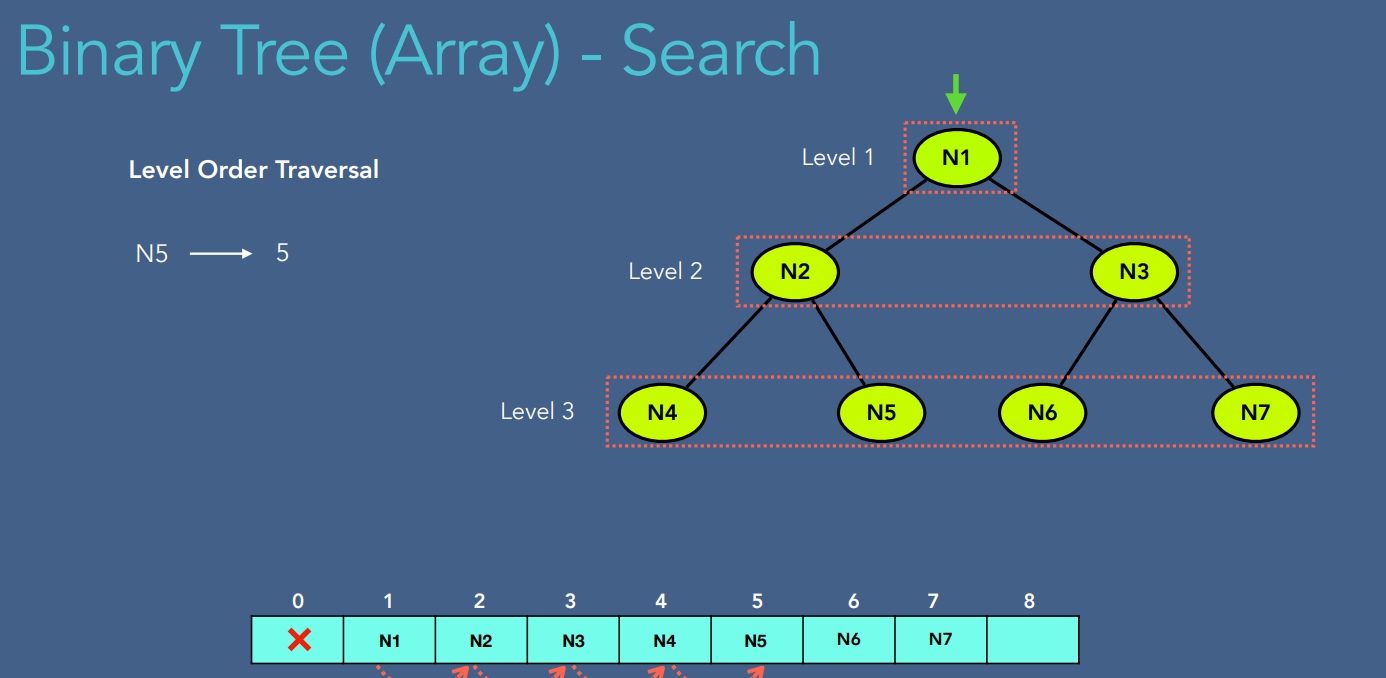 Binary Tree (Array) - Search
Level Order Traversal
N5 5
Level 1 N1
Level 2 N2 N3
Level 3 N4 N5 N6 N7
0 1 2 3 4 5 6 7 8
N1 N2 N3 N4 N5 N6 N7